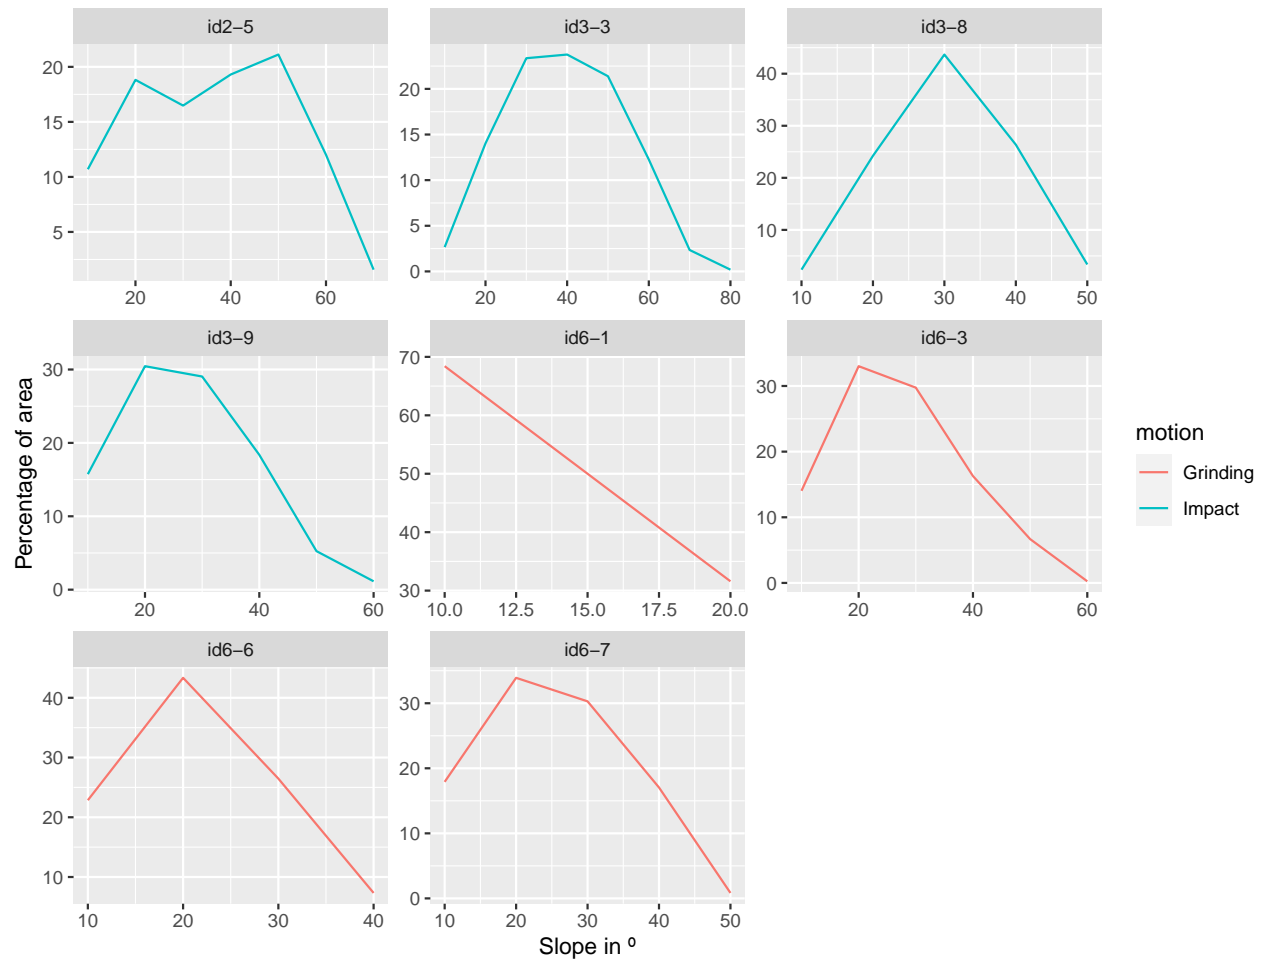 id2−5 id3−3 id3−8
20
15
10
5
20 40 60
20
15
10
5
0
20 40 60 80
40
30
20
10
10 20 30 40 50
id3−9 id6−1 id6−3
30
20
10
0
20 40 60
70
60
50
40
30
10.0 12.5 15.0 17.5 20.0
30
20
10
0
20 40 60
id6−6 id6−7
40
30
20
10
10 20 30 40
30
20
10
0
10 20 30 40 50
Slope in º
Percentage of area
motion
Grinding
Impact